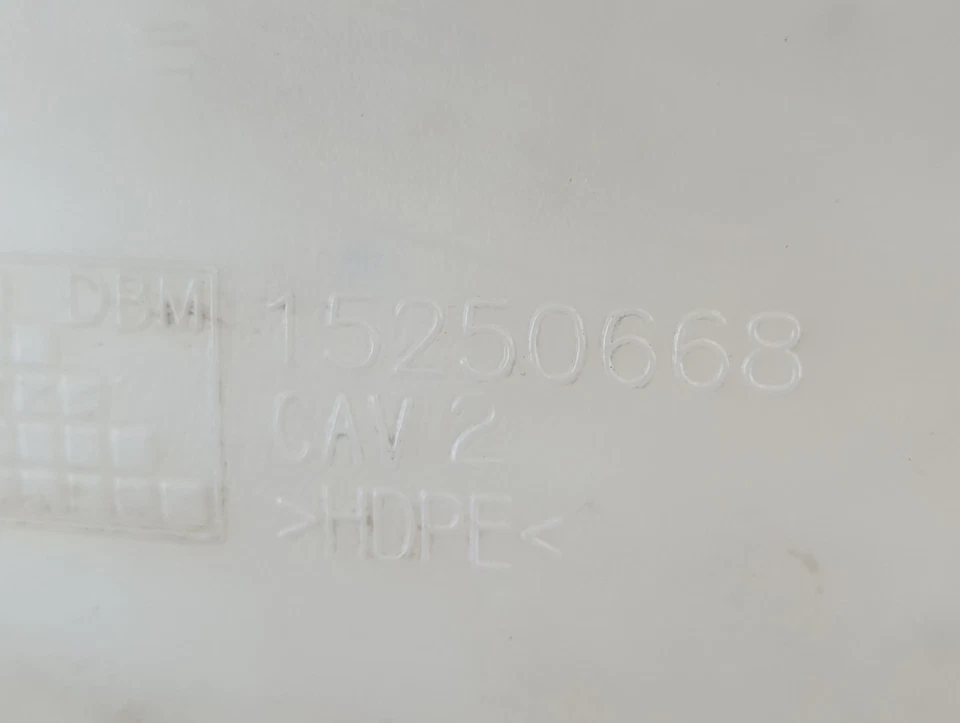 DBM
15250668
CAV 2
>HDPE<